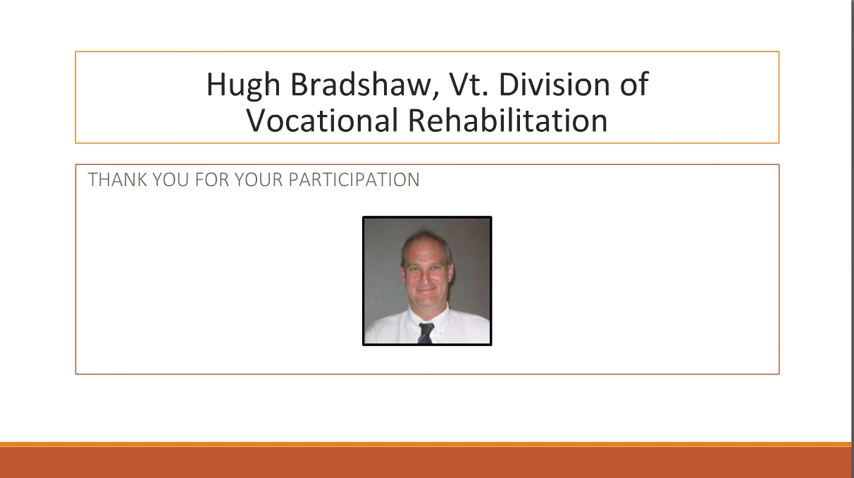 Hugh Bradshaw, Vt. Division of
Vocational Rehabilitation
THANK YOU FOR YOUR PARTICIPATION